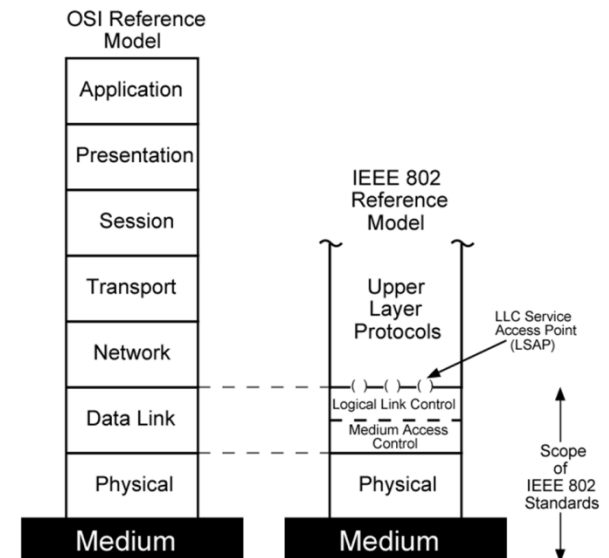 OSI Reference
Model
Application
Presentation
Session
Transport
Network
Data Link
Physical
Medium
IEEE 802
Reference
Model
Upper
Layer
Protocols
LLC Service
Access Point
(LSAP)
Logical Link Control
Medium Access
Control
Physical
Medium
Scope
of
IEEE 802
Standards